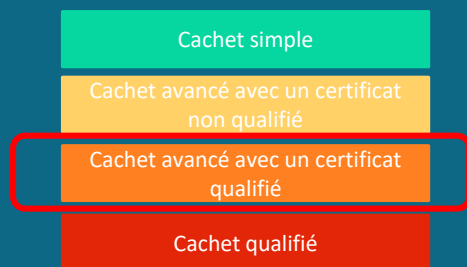 Cachet simple
Cachet avancé avec un certificat
non qualifié
Cachet avancé avec un certificat
qualifié
Cachet qualifié